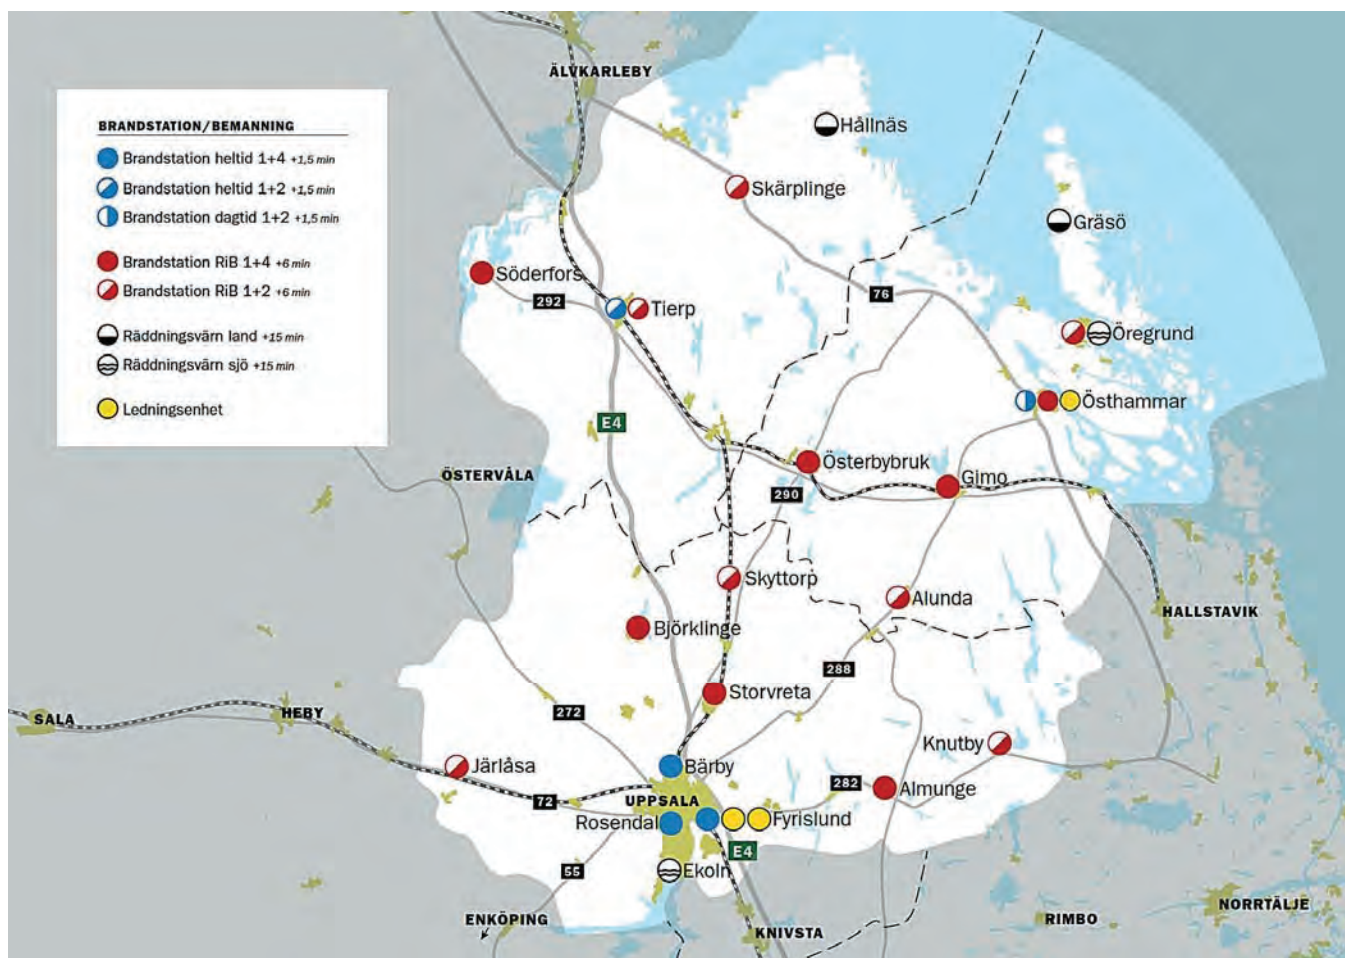 BRANDSTATION/BEMANNING
Brandstation heltid 1+4 +1,5 min
Brandstation heltid 1+2 +1,5 min
Brandstation dagtid 1+2 +1,5 min
Brandstation RiB 1+4 +6 min
Brandstation RiB 1+2 +6 min
Räddningsvärn land +15 min
Räddningsvärn sjö +15 min
Ledningsenhet
ÄLVKARLEBY
Hållnäs
Skärplinge
Gräsö
Söderfors
292
76
Tierp
Öregrund
Östhammar
E4
Österbybruk
ÖSTERVÅLA
Gimo
290
Skyttorp
Alunda
HALLSTAVIK
Björklinge
288
Storvreta
272
SALA
HEBY
Knutby
Järlåsa
Bärby
282
Almunge
72
UPPSALA
Rosendal
Fyrislund
E4
55
Ekoln
ENKÖPING
KNIVSTA
RIMBO
NORRTÄLJE